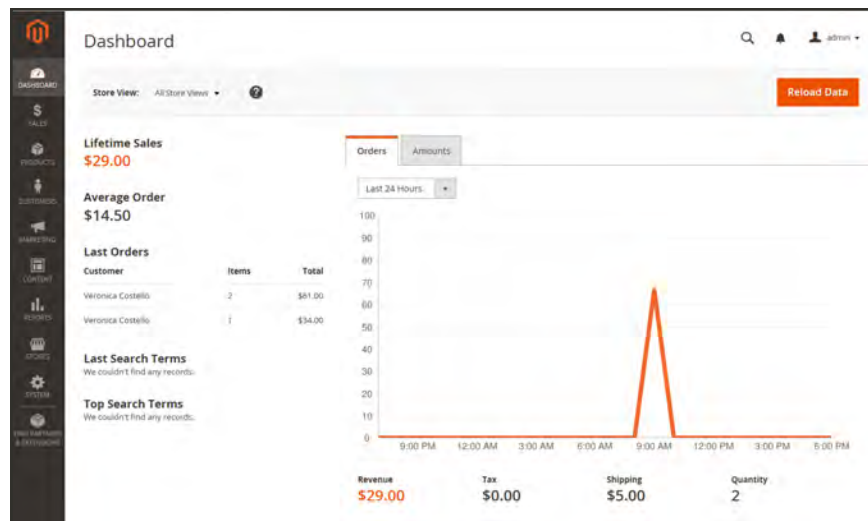 Dashboard
admin
DASHBOARD
Store View: All Store Views
Reload Data
SALES
PRODUCTS
CUSTOMERS
MARKETING
CONTENT
REPORTS
STORES
SYSTEM
FIND PARTNERS
& EXTENSIONS
Lifetime Sales
$29.00
Average Order
$14.50
Last Orders
Customer Items Total
Veronica Costello 2 $61.00
Veronica Costello 1 $34.00
Last Search Terms
We couldn't find any records.
Top Search Terms
We couldn't find any records.
Orders Amounts
Last 24 Hours
100
90
80
70
60
50
40
30
20
10
0
9:00 PM 12:00 AM 3:00 AM 6:00 AM 9:00 AM 12:00 PM 3:00 PM 6:00 PM
Revenue Tax Shipping Quantity
$29.00 $0.00 $5.00 2